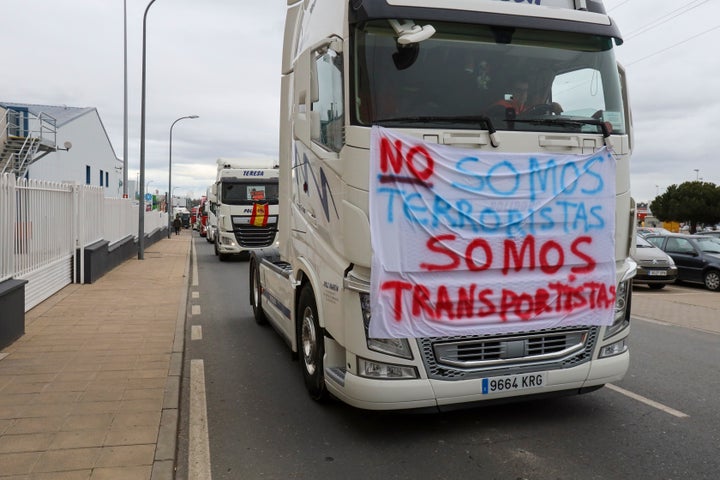 NO SOMOS
TERRORISTAS
SOMOS
TRANSPORTISTAS
9664 KRG
TERESA